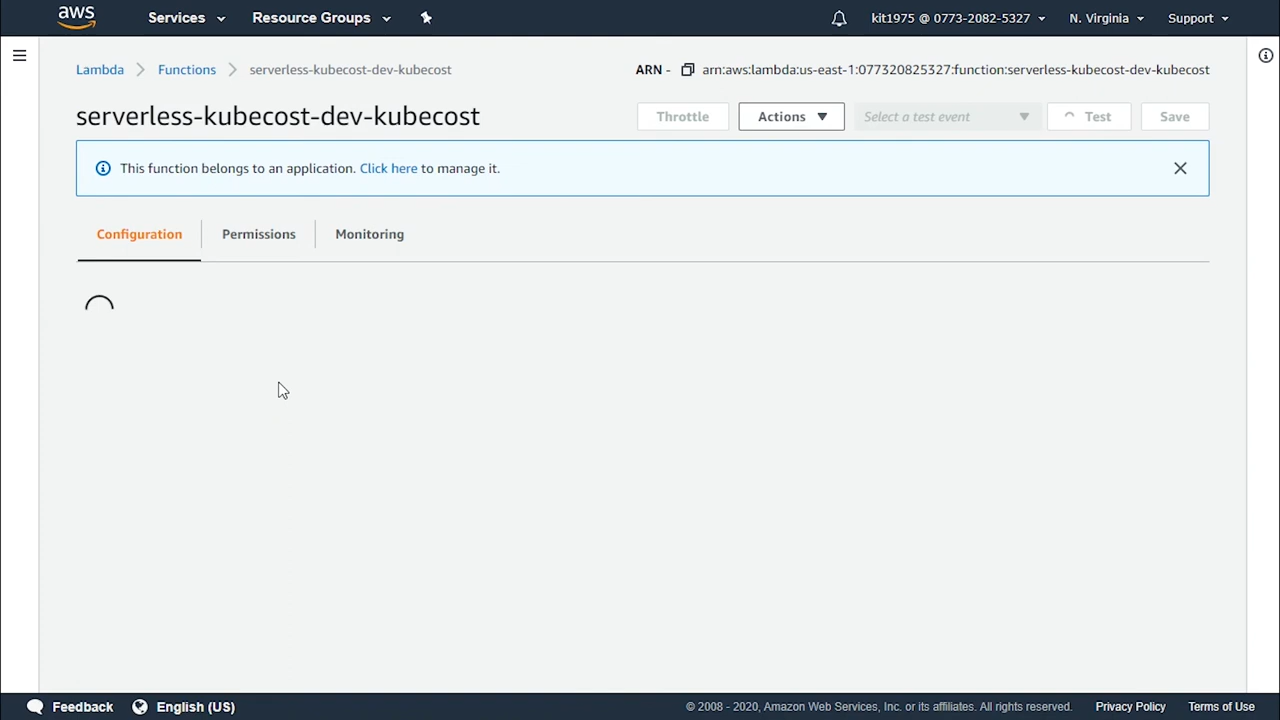 aws Services Resource Groups kit1975 @ 0773-2082-5327 N. Virginia Support
Lambda Functions serverless-kubecost-dev-kubecost ARN - arn:aws:lambda:us-east-1:077320825327:function:serverless-kubecost-dev-kubecost
serverless-kubecost-dev-kubecost Throttle Actions Select a test event Test Save
This function belongs to an application. Click here to manage it.
Configuration Permissions Monitoring
Feedback English (US) © 2008 - 2020, Amazon Web Services, Inc. or its affiliates. All rights reserved. Privacy Policy Terms of Use